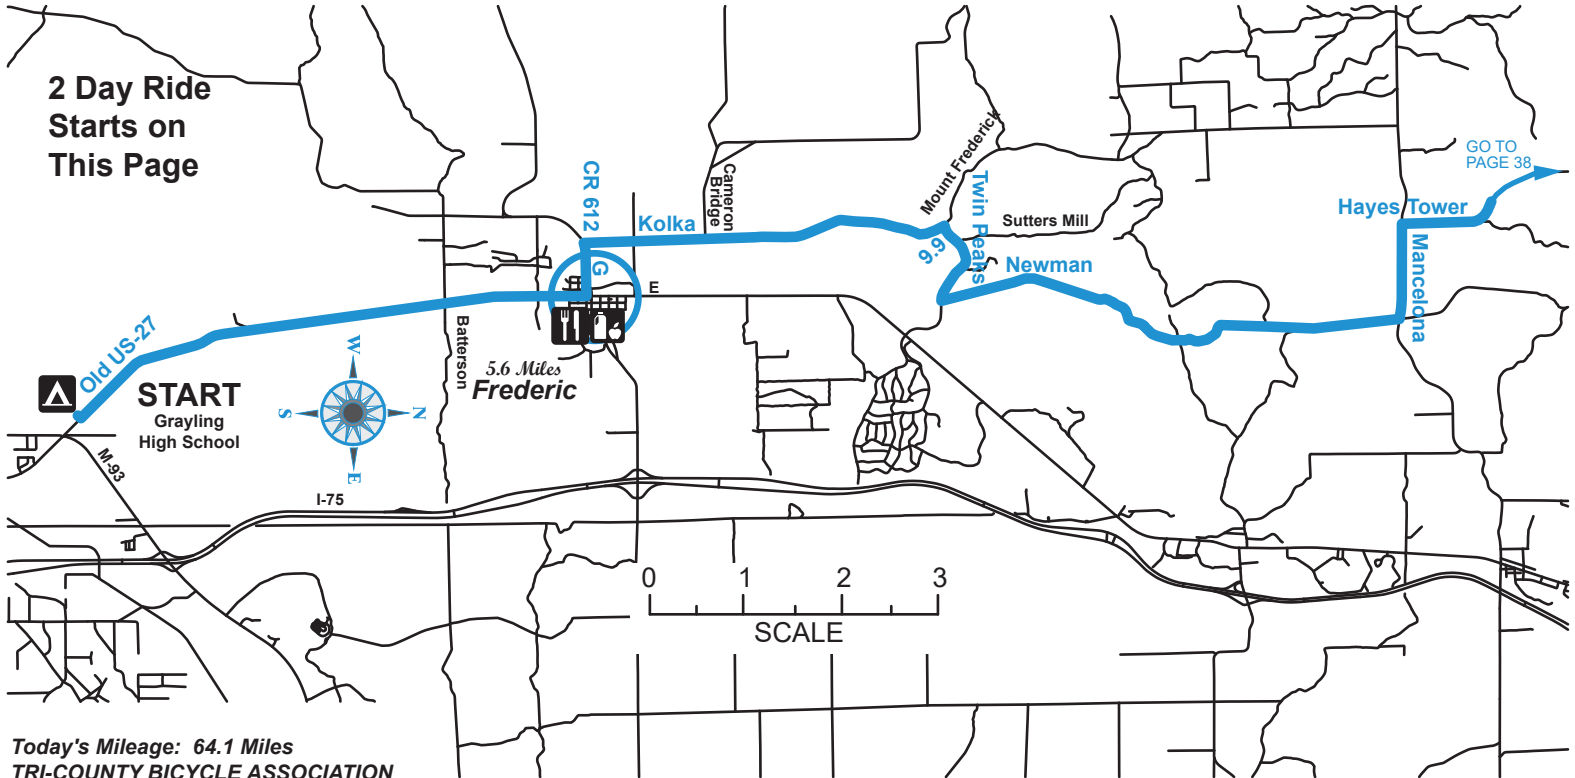 2 Day Ride
Starts on
This Page
CR 612
Cameron
Bridge
Kolka
Mount Frederick
Twin Peaks
Sutters Mill
9.9
Newman
GO TO
PAGE 38
Hayes Tower
Mancelona
G
E
Old US-27
Batterson
5.6 Miles
Frederic
START
Grayling
High School
W
S
N
E
M-93
I-75
0 1 2 3
SCALE
Today's Mileage: 64.1 Miles
TRI-COUNTY BICYCLE ASSOCIATION